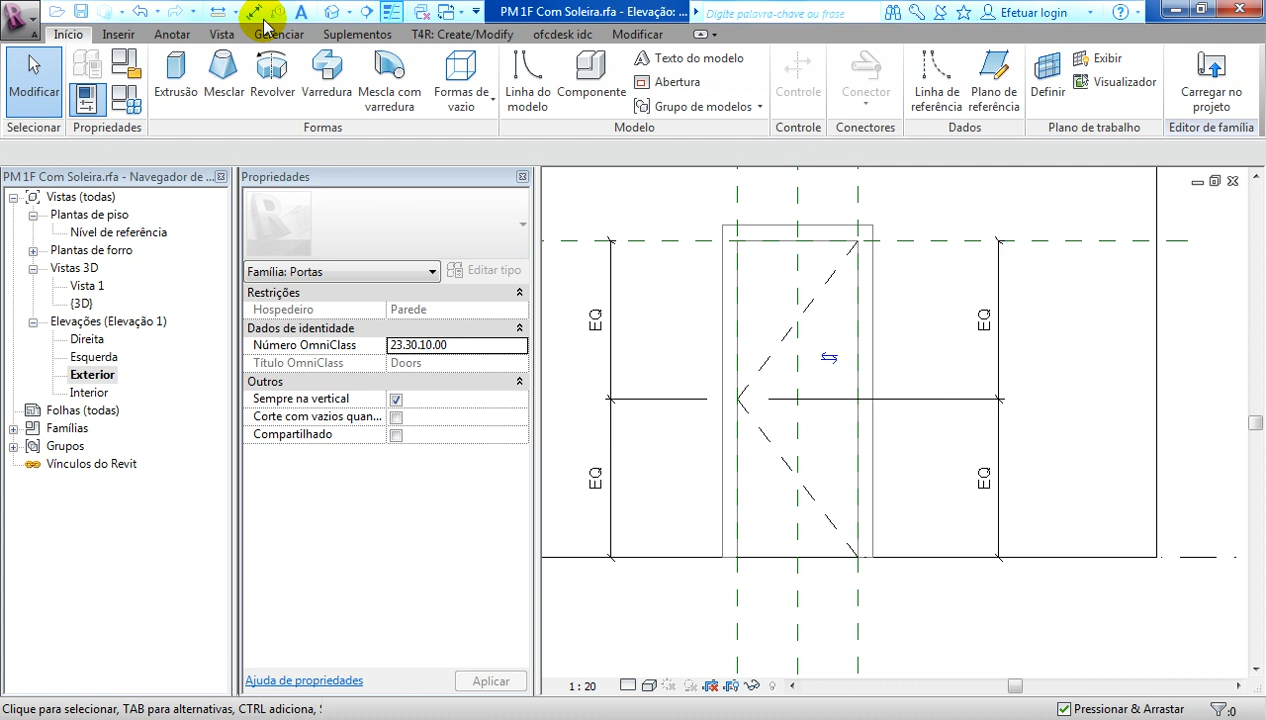 PM 1F Com Soleira.rfa - Elevação: ...
Digite palavra-chave ou frase
Efetuar login
Início
Inserir
Anotar
Vista
Gerenciar
Suplementos
T4R: Create/Modify
ofcdesk idc
Modificar
Modificar
Selecionar
Propriedades
Extrusão
Mesclar
Revolver
Varredura
Mescla com varredura
Formas de vazio
Formas
Linha do modelo
Componente
Texto do modelo
Abertura
Grupo de modelos
Modelo
Controle
Controle
Conector
Conectores
Linha de referência
Plano de referência
Dados
Definir
Exibir
Visualizador
Plano de trabalho
Carregar no projeto
Editor de família
PM 1F Com Soleira.rfa - Navegador de ...
Vistas (todas)
Plantas de piso
Nível de referência
Plantas de forro
Vistas 3D
Vista 1
{3D}
Elevações (Elevação 1)
Direita
Esquerda
Exterior
Interior
Folhas (todas)
Famílias
Grupos
Vínculos do Revit
Propriedades
Família: Portas
Editar tipo
Restrições
Hospedeiro Parede
Dados de identidade
Número OmniClass 23.30.10.00
Título OmniClass Doors
Outros
Sempre na vertical
Corte com vazios quan...
Compartilhado
Ajuda de propriedades
Aplicar
EQ
EQ
EQ
EQ
1 : 20
Clique para selecionar, TAB para alternativas, CTRL adiciona,
Pressionar & Arrastar
:0